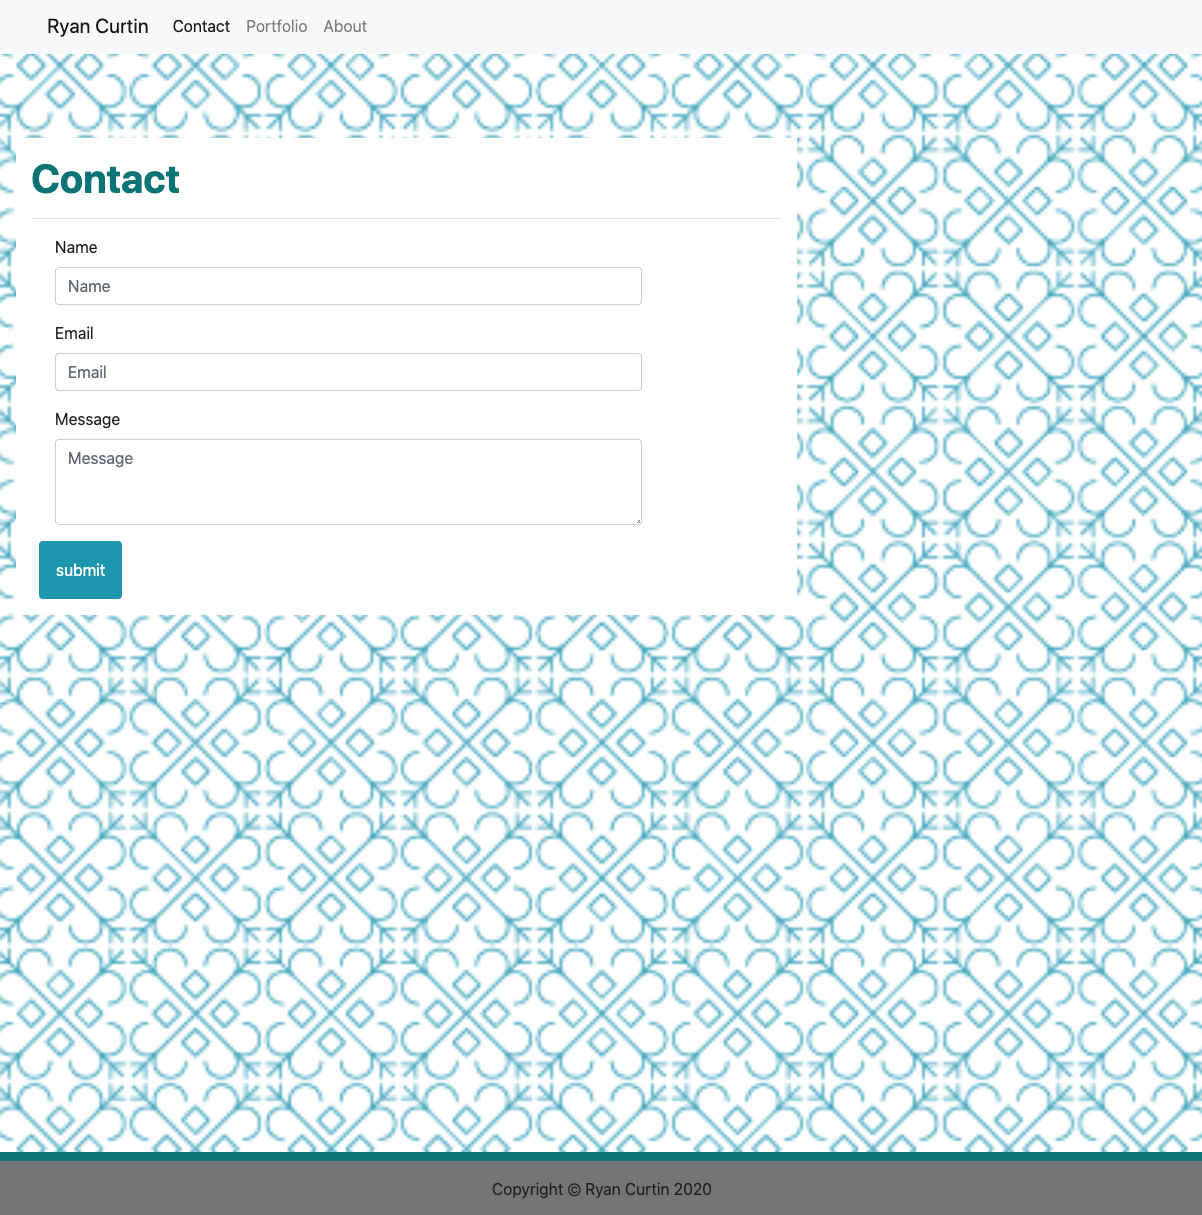 Ryan Curtin Contact Portfolio About
Contact
Name
Name
Email
Email
Message
Message
submit
Copyright © Ryan Curtin 2020